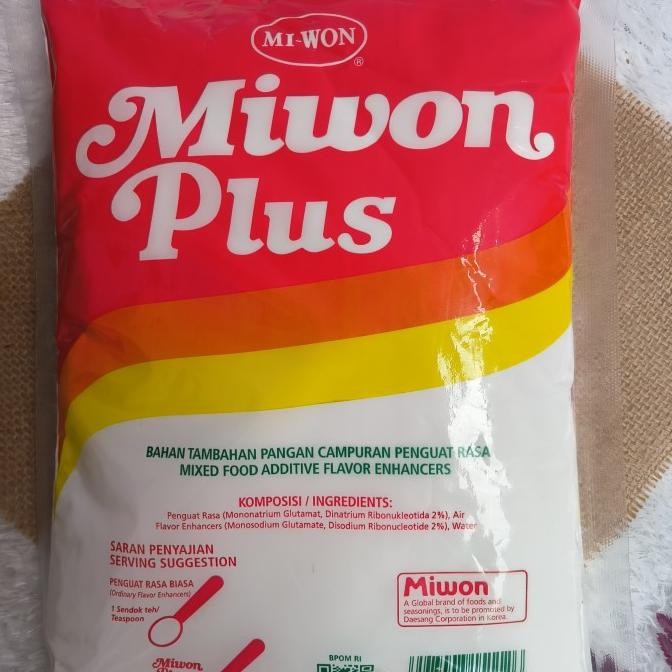 MI-WON
®
Miwon
Plus
BAHAN TAMBAHAN PANGAN CAMPURAN PENGUAT RASA
MIXED FOOD ADDITIVE FLAVOR ENHANCERS
KOMPOSISI / INGREDIENTS:
Penguat Rasa (Mononatrium Glutamat, Dinatrium Ribonukleotida 2%), Air
Flavor Enhancers (Monosodium Glutamate, Disodium Ribonucleotide 2%), Water
SARAN PENYAJIAN
SERVING SUGGESTION
PENGUAT RASA BIASA
(Ordinary Flavor Enhancers)
1 Sendok teh/
Teaspoon
Miwon
A Global brand of foods and
seasonings, is to be promoted by
Daesang Corporation in Korea.
Miwon
BPOM RI